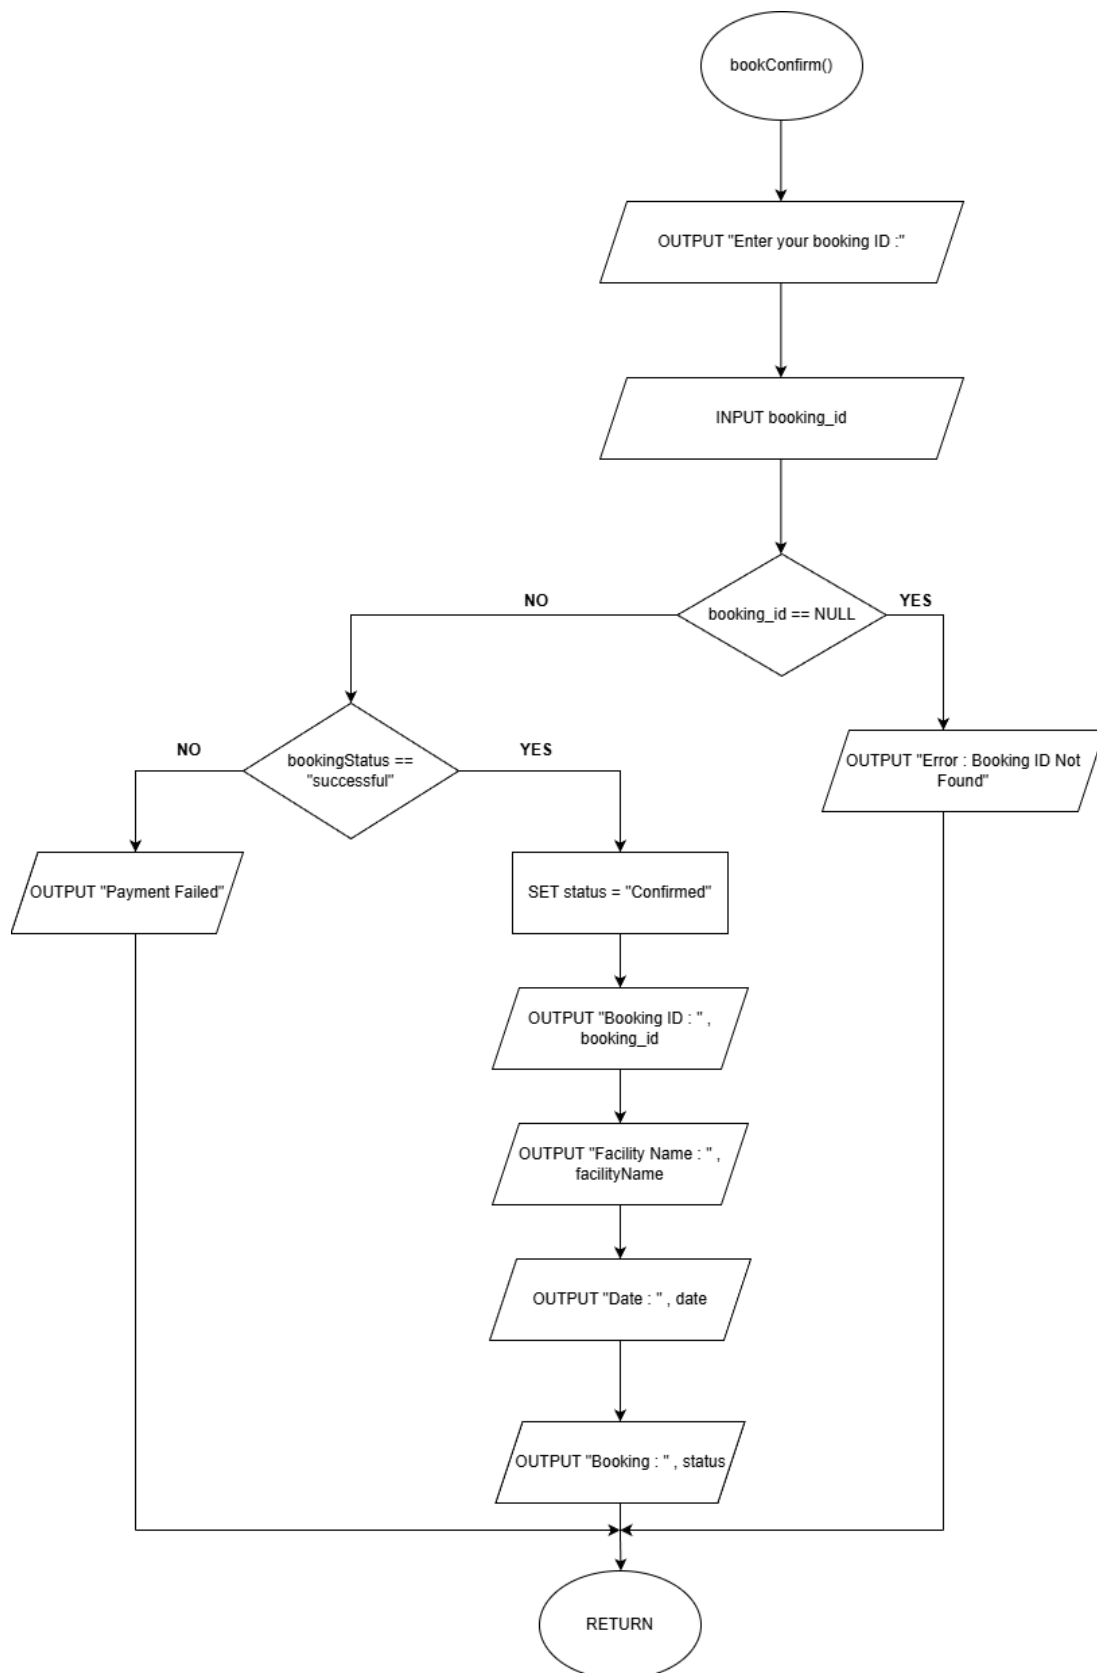 bookConfirm()
OUTPUT "Enter your booking ID :"
INPUT booking_id
booking_id == NULL
NO
YES
bookingStatus ==
"successful"
NO
YES
OUTPUT "Error : Booking ID Not
Found"
OUTPUT "Payment Failed"
SET status = "Confirmed"
OUTPUT "Booking ID : " ,
booking_id
OUTPUT "Facility Name : " ,
facilityName
OUTPUT "Date : " , date
OUTPUT "Booking : " , status
RETURN